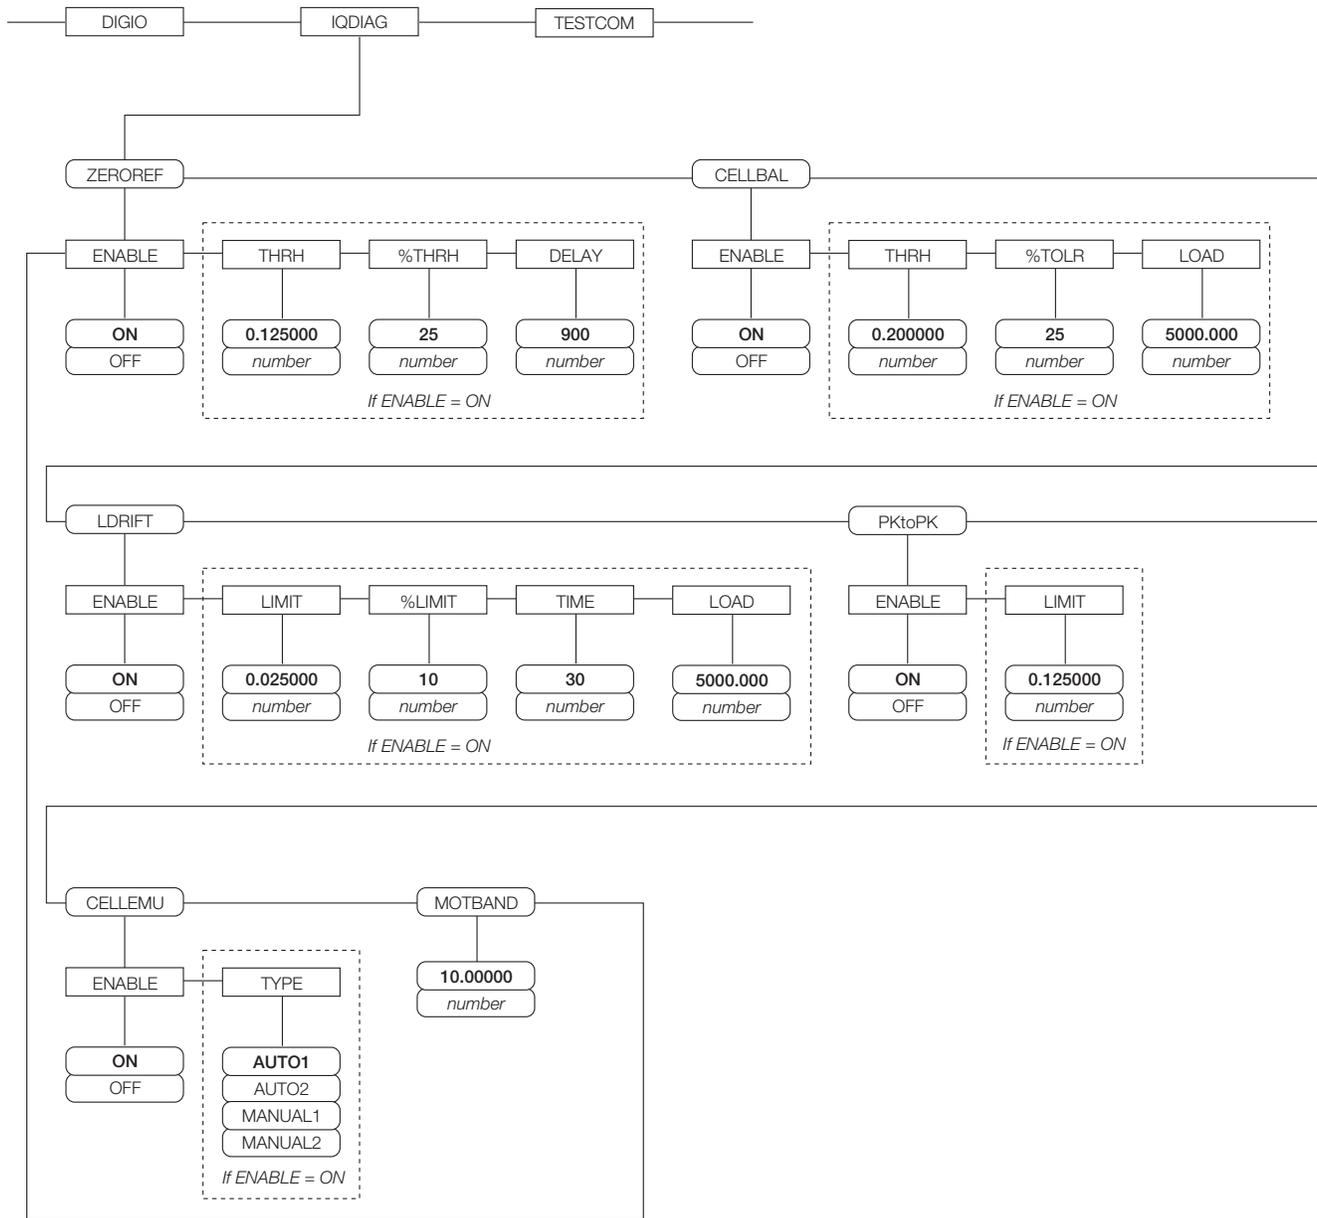 DIGIO IQDIAG TESTCOM
ZEROREF CELLBAL
ENABLE THRH %THRH DELAY ENABLE THRH %TOLR LOAD
ON 0.125000 25 900 ON 0.200000 25 5000.000
OFF number number number OFF number number number
If ENABLE = ON If ENABLE = ON
LDRIFT PKtoPK
ENABLE LIMIT %LIMIT TIME LOAD ENABLE LIMIT
ON 0.025000 10 30 5000.000 ON 0.125000
OFF number number number number OFF number
If ENABLE = ON If ENABLE = ON
CELLEMU MOTBAND
ENABLE TYPE 10.00000
number
ON AUTO1
OFF AUTO2
MANUAL1
MANUAL2
If ENABLE = ON